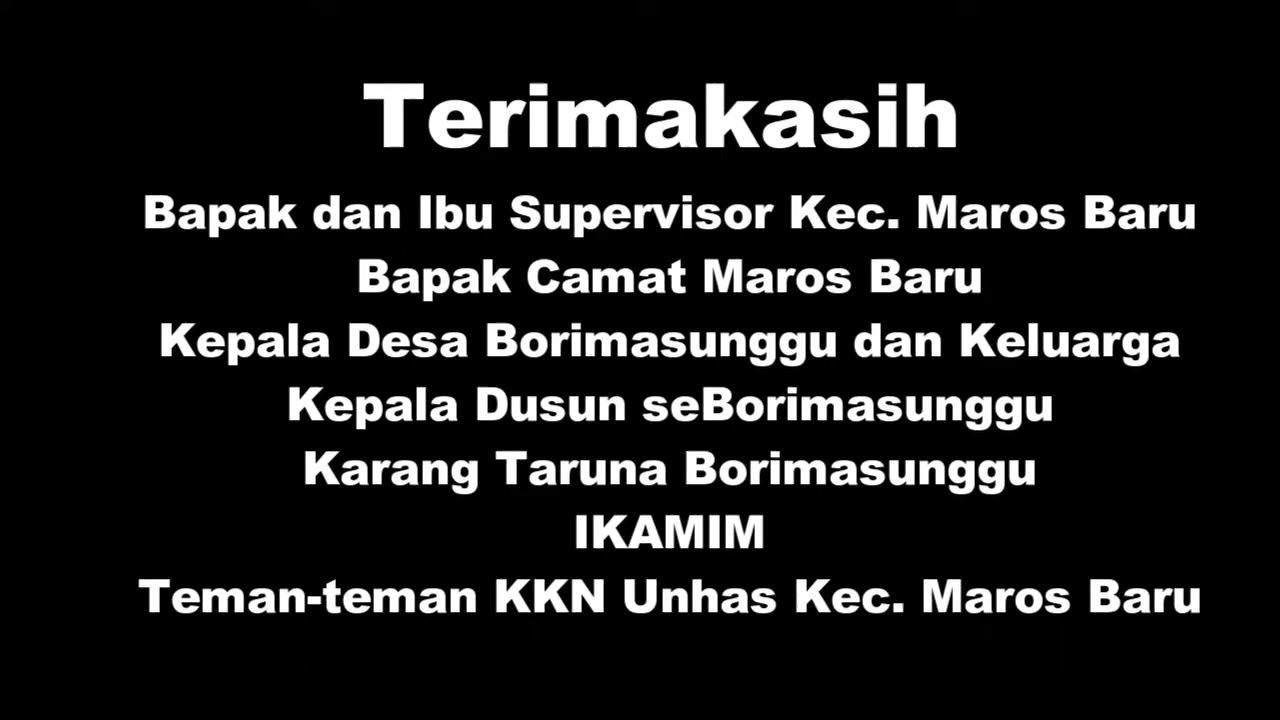 Terimakasih
Bapak dan Ibu Supervisor Kec. Maros Baru
Bapak Camat Maros Baru
Kepala Desa Borimasunggu dan Keluarga
Kepala Dusun seBorimasunggu
Karang Taruna Borimasunggu
IKAMIM
Teman-teman KKN Unhas Kec. Maros Baru